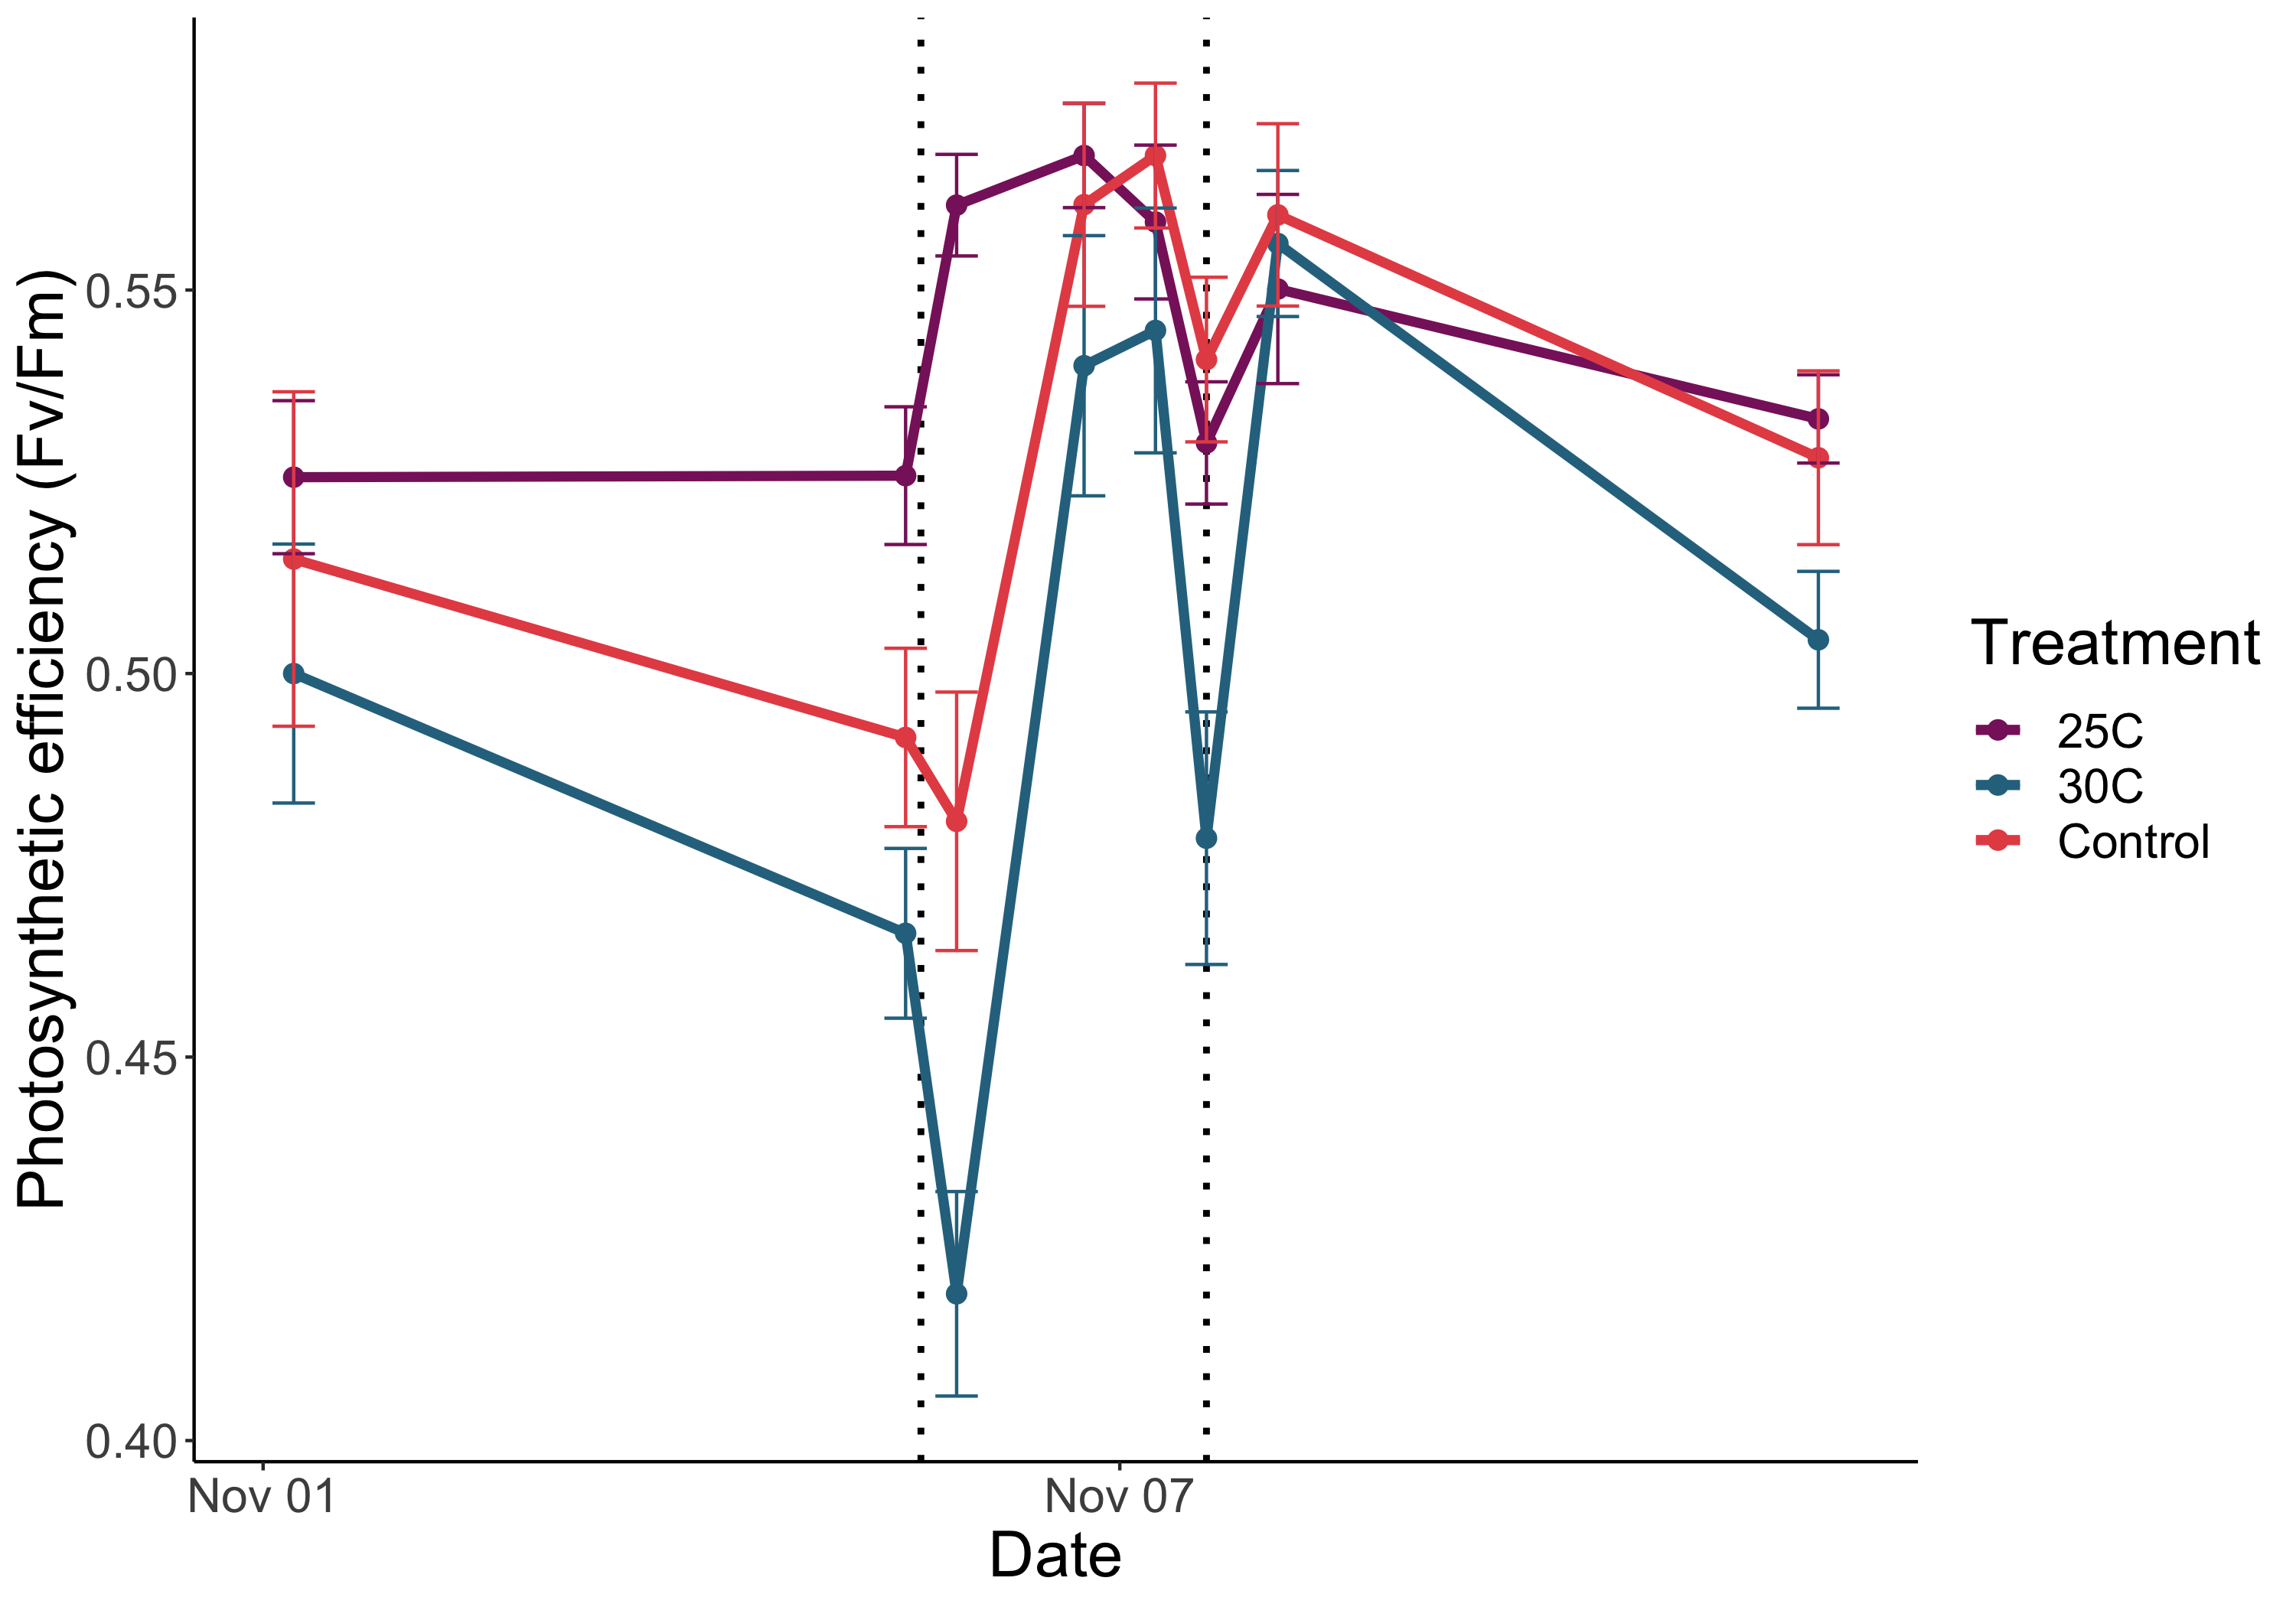 Photosynthetic efficiency (Fv/Fm)
0.55
0.50
0.45
0.40
Nov 01
Nov 07
Date
Treatment
25C
30C
Control